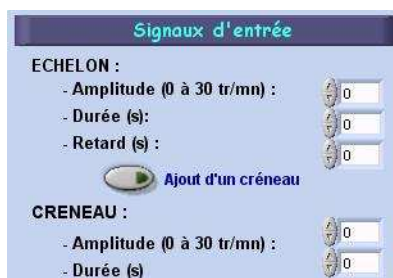 Signaux d'entrée
ECHELON :
- Amplitude (0 à 30 tr/mn) : 0
- Durée (s): 0
- Retard (s) : 0
Ajout d'un créneau
CRENEAU :
- Amplitude (0 à 30 tr/mn) : 0
- Durée (s) 0